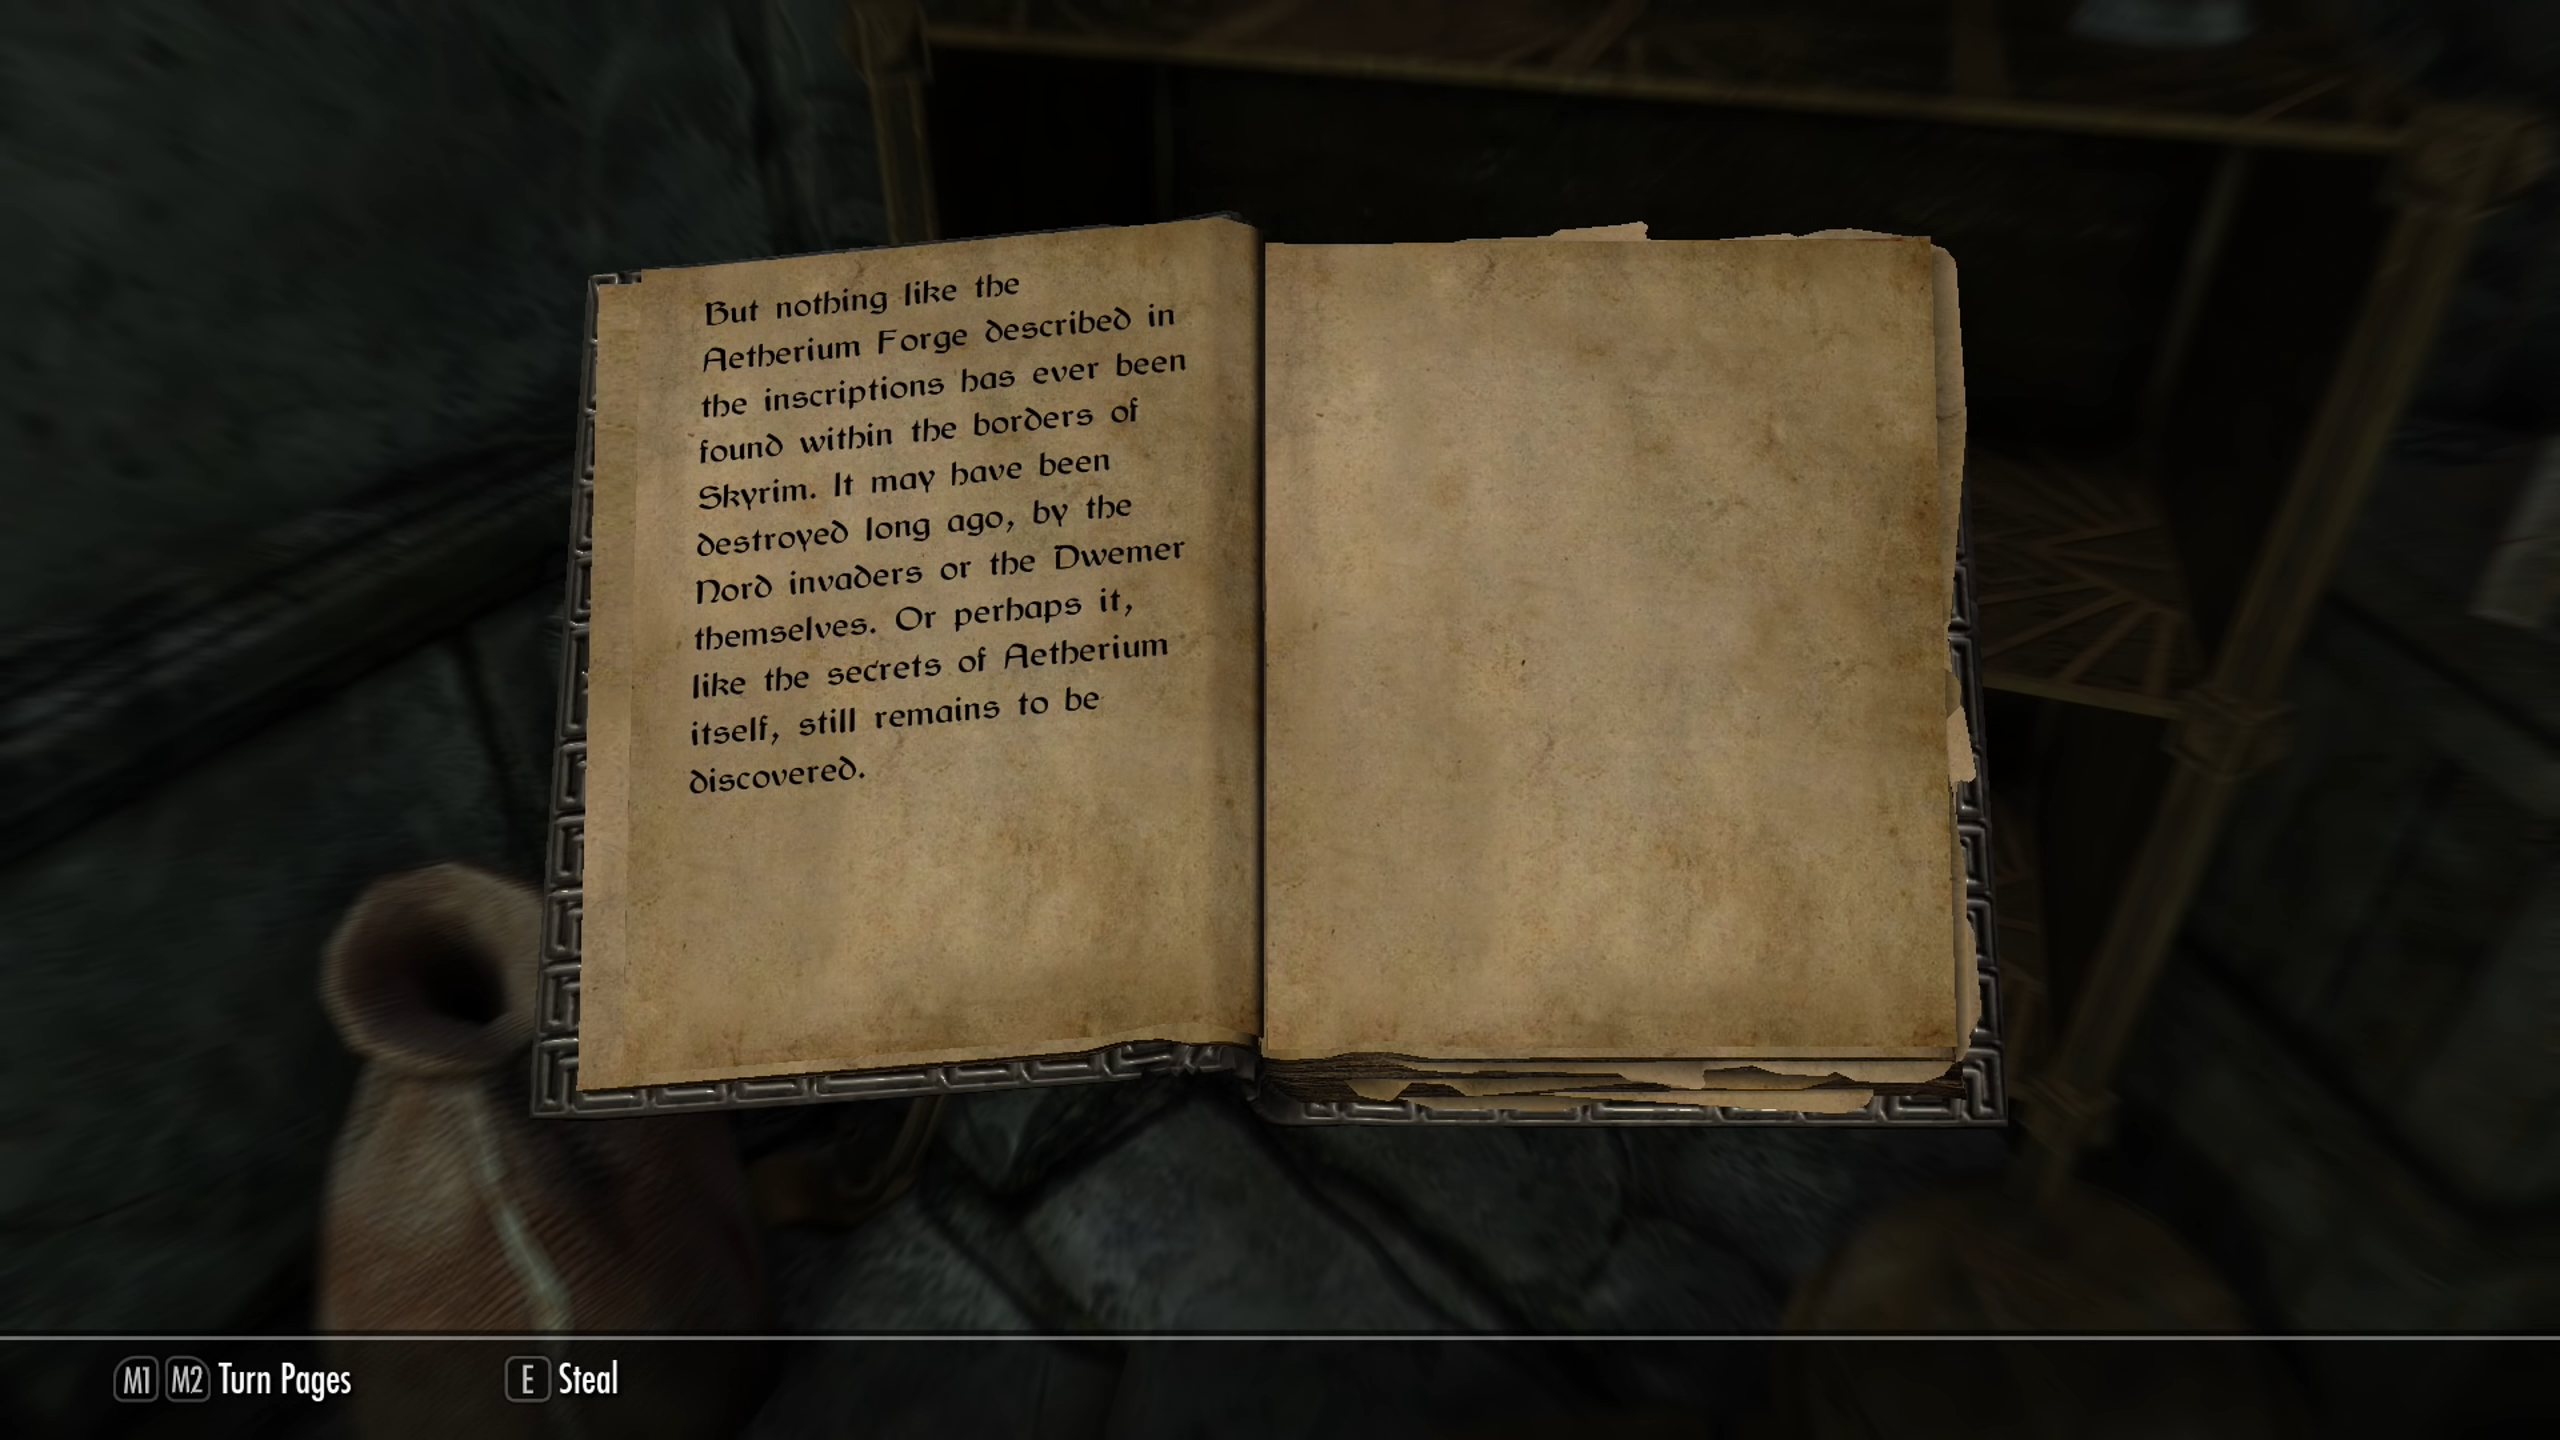 But nothing like the
Aetherium Forge described in
the inscriptions has ever been
found within the borders of
Skyrim. It may have been
destroyed long ago, by the
Nord invaders or the Dwemer
themselves. Or perhaps it,
like the secrets of Aetherium
itself, still remains to be
discovered.
M1 M2 Turn Pages
E Steal